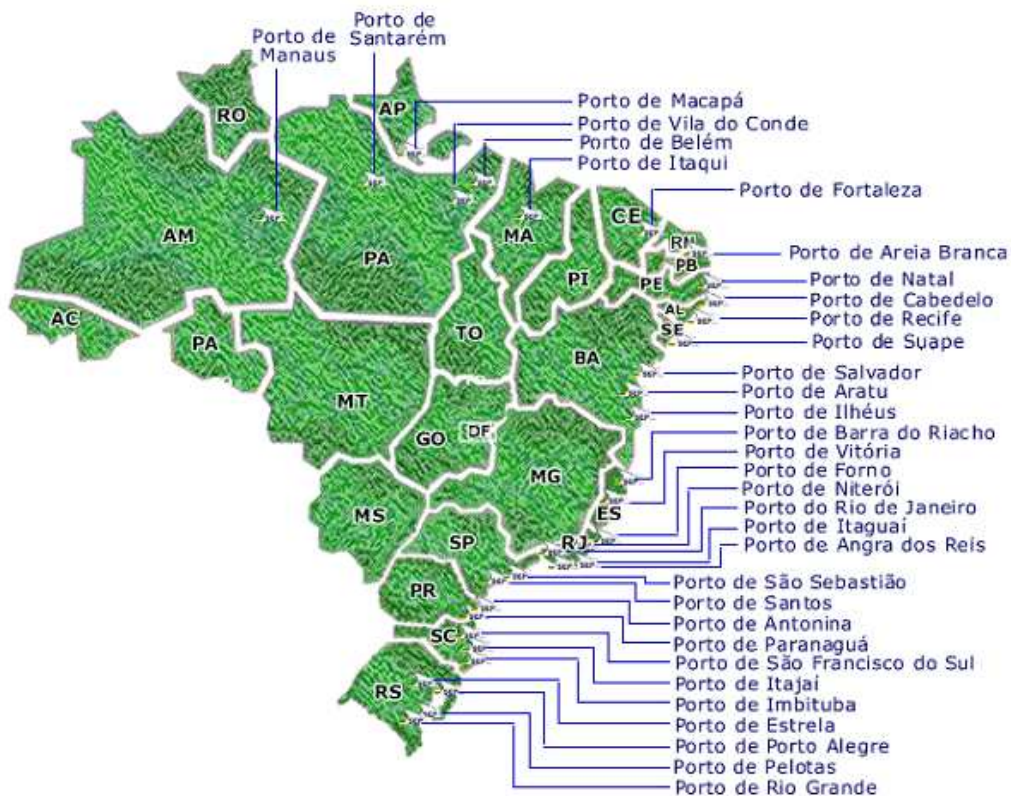 Porto de
Santarém
Porto de
Manaus
RO
AP
Porto de Macapá
Porto de Vila do Conde
Porto de Belém
Porto de Itaqui
Porto de Fortaleza
CE
AM
PA
MA
RN
Porto de Areia Branca
PB
PI
PE
Porto de Natal
Porto de Cabedelo
AC
PA
TO
AL
Porto de Recife
SE
Porto de Suape
BA
Porto de Salvador
MT
Porto de Aratu
Porto de Ilhéus
GO
DF
Porto de Barra do Riacho
Porto de Vitória
MG
Porto de Forno
Porto de Niterói
MS
ES
Porto do Rio de Janeiro
Porto de Itaguaí
SP
RJ
Porto de Angra dos Reis
Porto de São Sebastião
PR
Porto de Santos
Porto de Antonina
SC
Porto de Paranaguá
Porto de São Francisco do Sul
RS
Porto de Itajaí
Porto de Imbituba
Porto de Estrela
Porto de Porto Alegre
Porto de Pelotas
Porto de Rio Grande